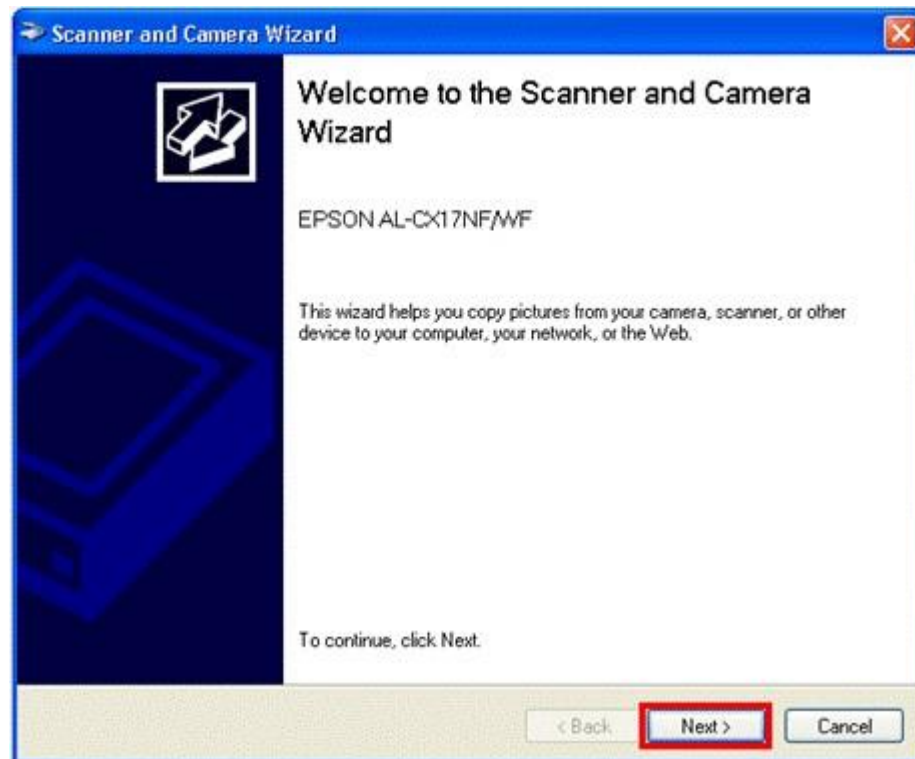 Scanner and Camera Wizard
Welcome to the Scanner and Camera
Wizard
EPSON AL-CX17NF/WF
This wizard helps you copy pictures from your camera, scanner, or other
device to your computer, your network, or the Web.
To continue, click Next.
< Back Next > Cancel